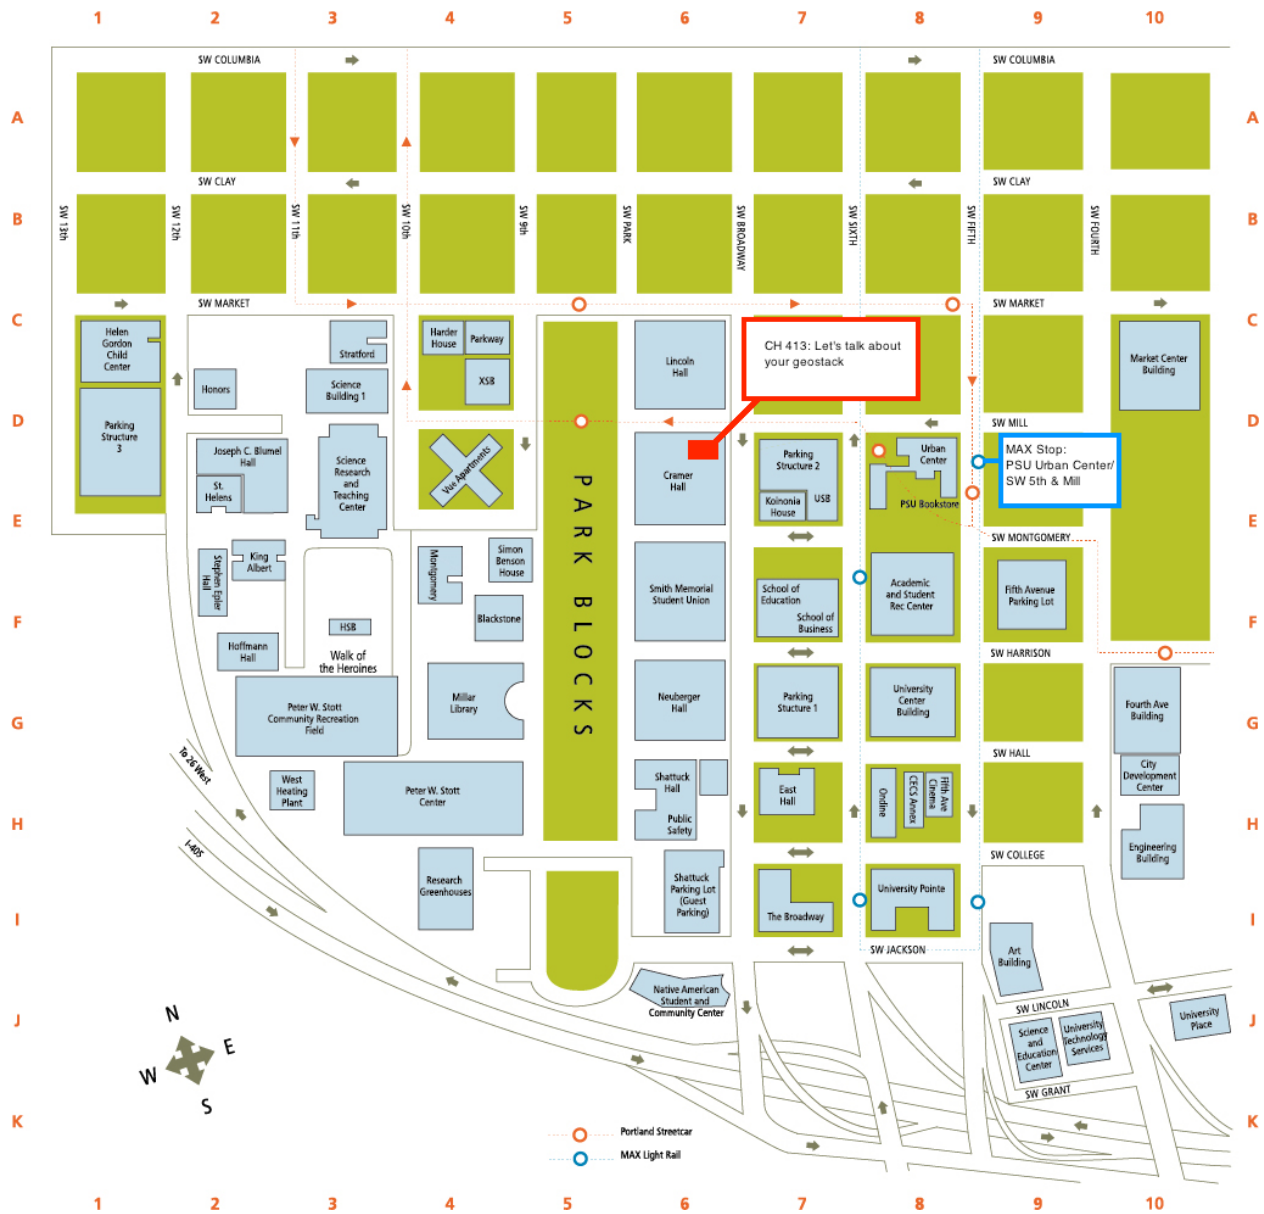 1 2 3 4 5 6 7 8 9 10
SW COLUMBIA
SW COLUMBIA
A
A
SW CLAY
SW CLAY
B
B
SW 13th
SW 12th
SW 11th
SW 10th
SW 9th
SW PARK
SW BROADWAY
SW SIXTH
SW FIFTH
SW FOURTH
SW MARKET
SW MARKET
C
C
Helen
Gordon
Child
Center
Stratford
Harder
House
Parkway
XSB
Lincoln
Hall
CH 413: Let's talk about
your geostack
Market Center
Building
Honors
Science
Building 1
D
D
SW MILL
Parking
Structure
3
Joseph C. Blumel
Hall
St.
Helens
Science
Research
and
Teaching
Center
Vue Apartments
PARK BLOCKS
Cramer
Hall
Parking
Structure 2
Koinonia
House
USB
Urban
Center
PSU Bookstore
MAX Stop:
PSU Urban Center/
SW 5th & Mill
E
E
SW MONTGOMERY
Stephen Epler
Hall
King
Albert
Montgomery
Simon
Benson
House
Blackstone
Smith Memorial
Student Union
School of
Education
School of
Business
Academic
and Student
Rec Center
Fifth Avenue
Parking Lot
F
F
Hoffmann
Hall
HSB
Walk of
the Heroines
SW HARRISON
Peter W. Stott
Community Recreation
Field
Millar
Library
Neuberger
Hall
Parking
Stucture 1
University
Center
Building
Fourth Ave
Building
G
G
SW HALL
To 26 West
West
Heating
Plant
Peter W. Stott
Center
Shattuck
Hall
Public
Safety
East
Hall
Ondine
CECS Annex
Fifth Ave
Cinema
City
Development
Center
H
H
I-405
Engineering
Building
SW COLLEGE
Research
Greenhouses
Shattuck
Parking Lot
(Guest
Parking)
The Broadway
University Pointe
I
I
SW JACKSON
Art
Building
Native American
Student and
Community Center
SW LINCOLN
University
Place
J
J
Science
and
Education
Center
University
Technology
Services
SW GRANT
N
E
W
S
K
K
Portland Streetcar
MAX Light Rail
1 2 3 4 5 6 7 8 9 10